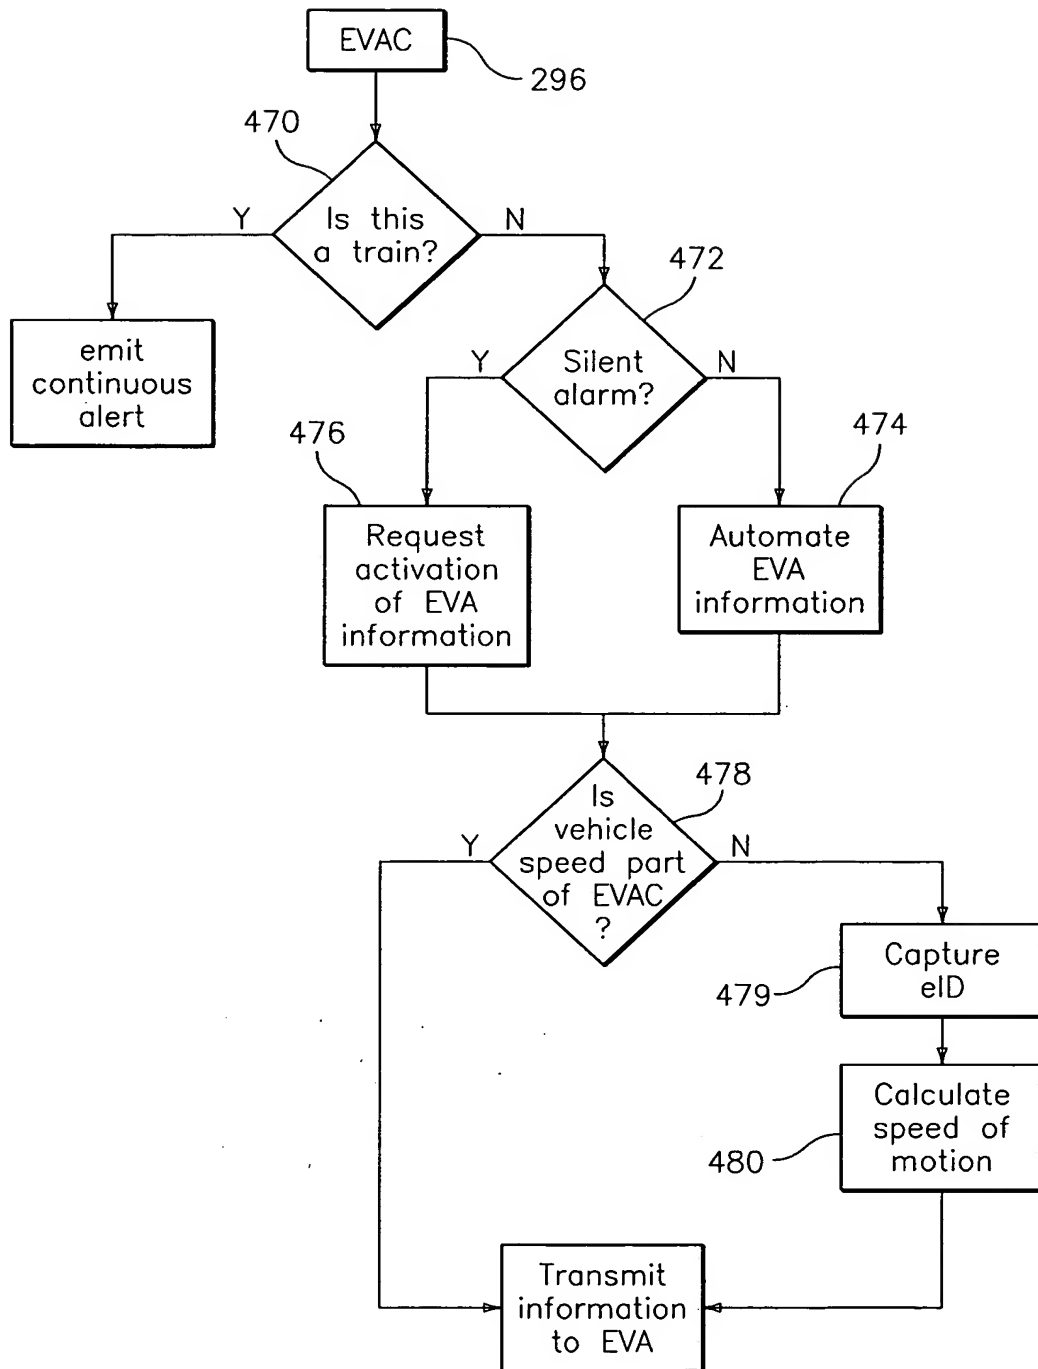 EVAC
296
470
Y
Is this
a train?
N
472
emit
continuous
alert
Y
Silent
alarm?
N
476
474
Request
activation
of EVA
information
Automate
EVA
information
478
Y
Is
vehicle
speed part
of EVAC
?
N
479
Capture
eID
480
Calculate
speed of
motion
Transmit
information
to EVA